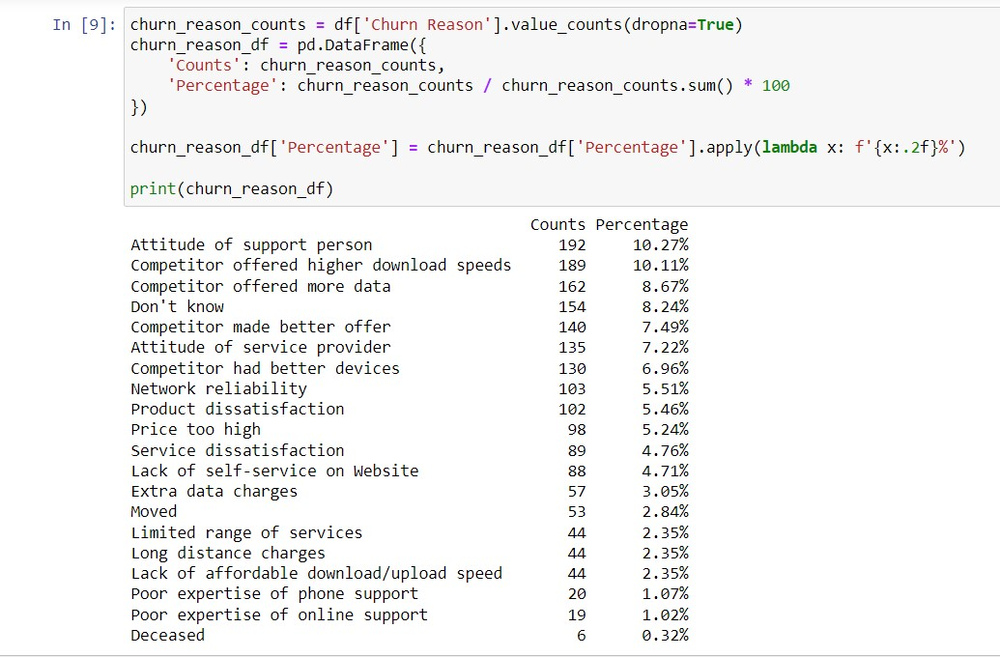 In [9]: churn_reason_counts = df['Churn Reason'].value_counts(dropna=True)
churn_reason_df = pd.DataFrame({
    'Counts': churn_reason_counts,
    'Percentage': churn_reason_counts / churn_reason_counts.sum() * 100
})
churn_reason_df['Percentage'] = churn_reason_df['Percentage'].apply(lambda x: f'{x:.2f}%')
print(churn_reason_df)
Counts Percentage
Attitude of support person 192 10.27%
Competitor offered higher download speeds 189 10.11%
Competitor offered more data 162 8.67%
Don't know 154 8.24%
Competitor made better offer 140 7.49%
Attitude of service provider 135 7.22%
Competitor had better devices 130 6.96%
Network reliability 103 5.51%
Product dissatisfaction 102 5.46%
Price too high 98 5.24%
Service dissatisfaction 89 4.76%
Lack of self-service on Website 88 4.71%
Extra data charges 57 3.05%
Moved 53 2.84%
Limited range of services 44 2.35%
Long distance charges 44 2.35%
Lack of affordable download/upload speed 44 2.35%
Poor expertise of phone support 20 1.07%
Poor expertise of online support 19 1.02%
Deceased 6 0.32%